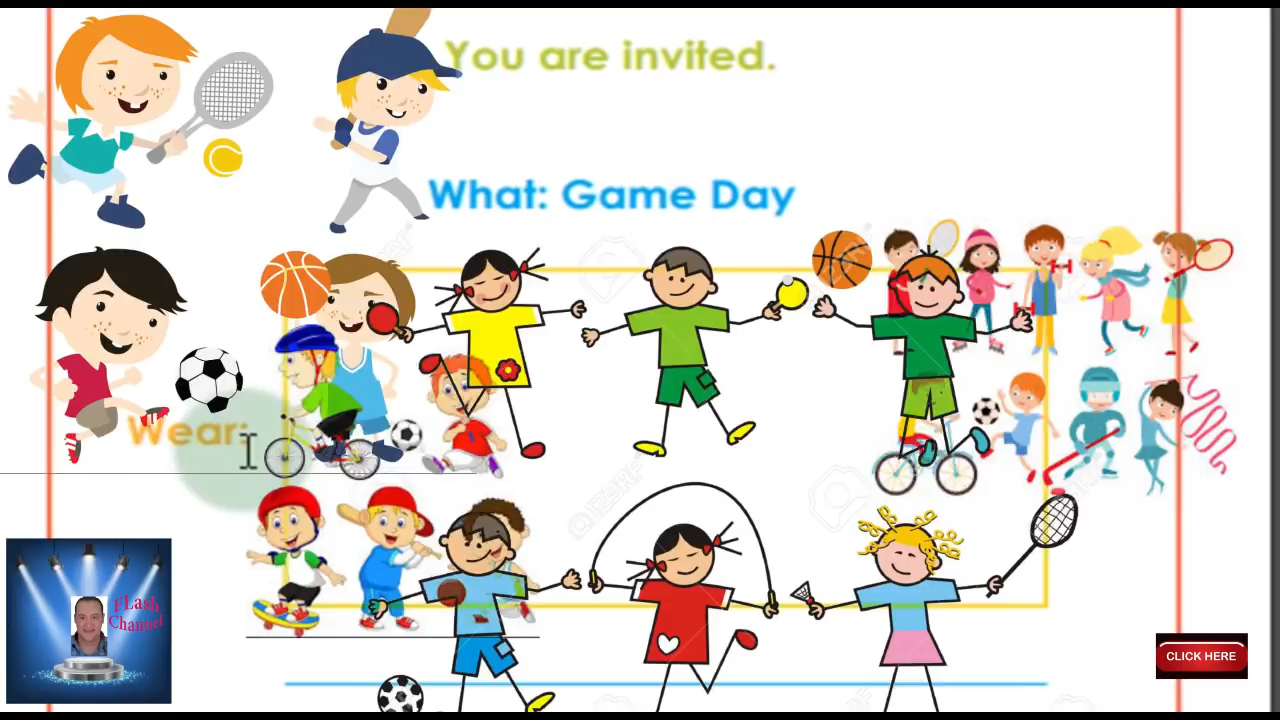 You are invited.
What: Game Day
Wear:
FLash
Channel
CLICK HERE